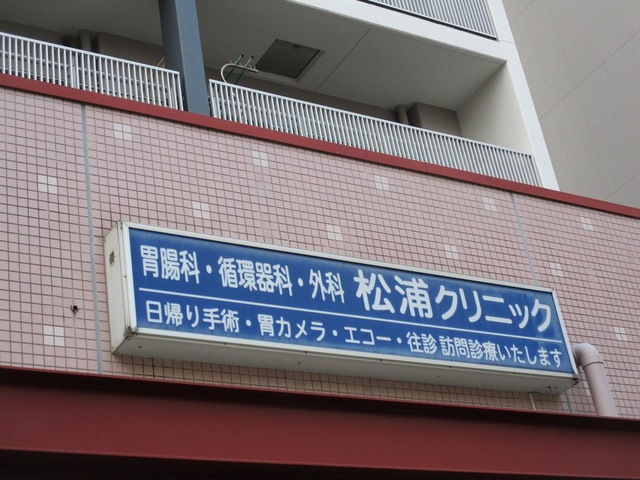 胃腸科・循環器科・外科 松浦クリニック
日帰り手術・胃カメラ・エコー・往診 訪問診療いたします